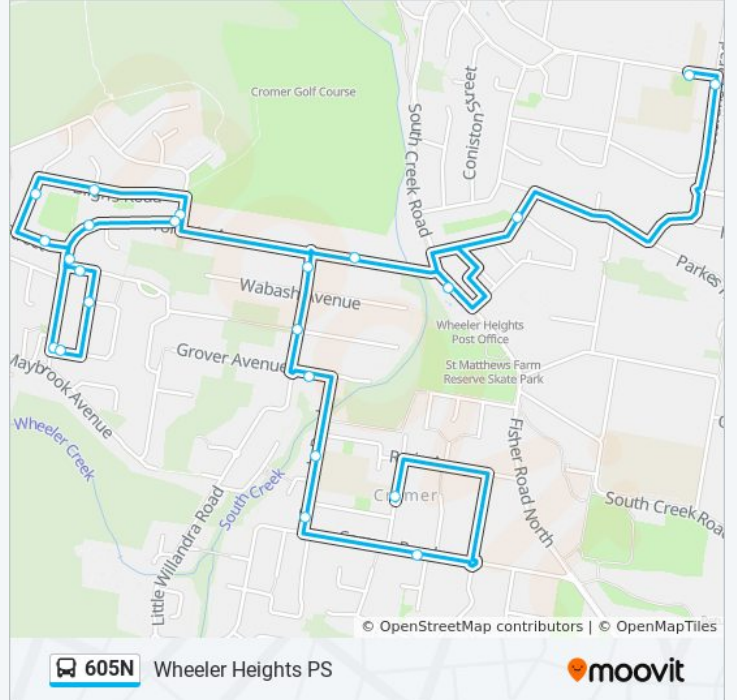 Cromer Golf Course
South Creek Road
Coniston Street
Parkes
Wabash Avenue
Wheeler Heights
Post Office
St Matthews Farm
Reserve Skate Park
Grover Avenue
Maybrook Avenue
Wheeler Creek
South Creek
Little Willandra Road
Cromer
Fisher Road North
South Creek Roa
© OpenStreetMap contributors | © OpenMapTiles
605N Wheeler Heights PS
moovit